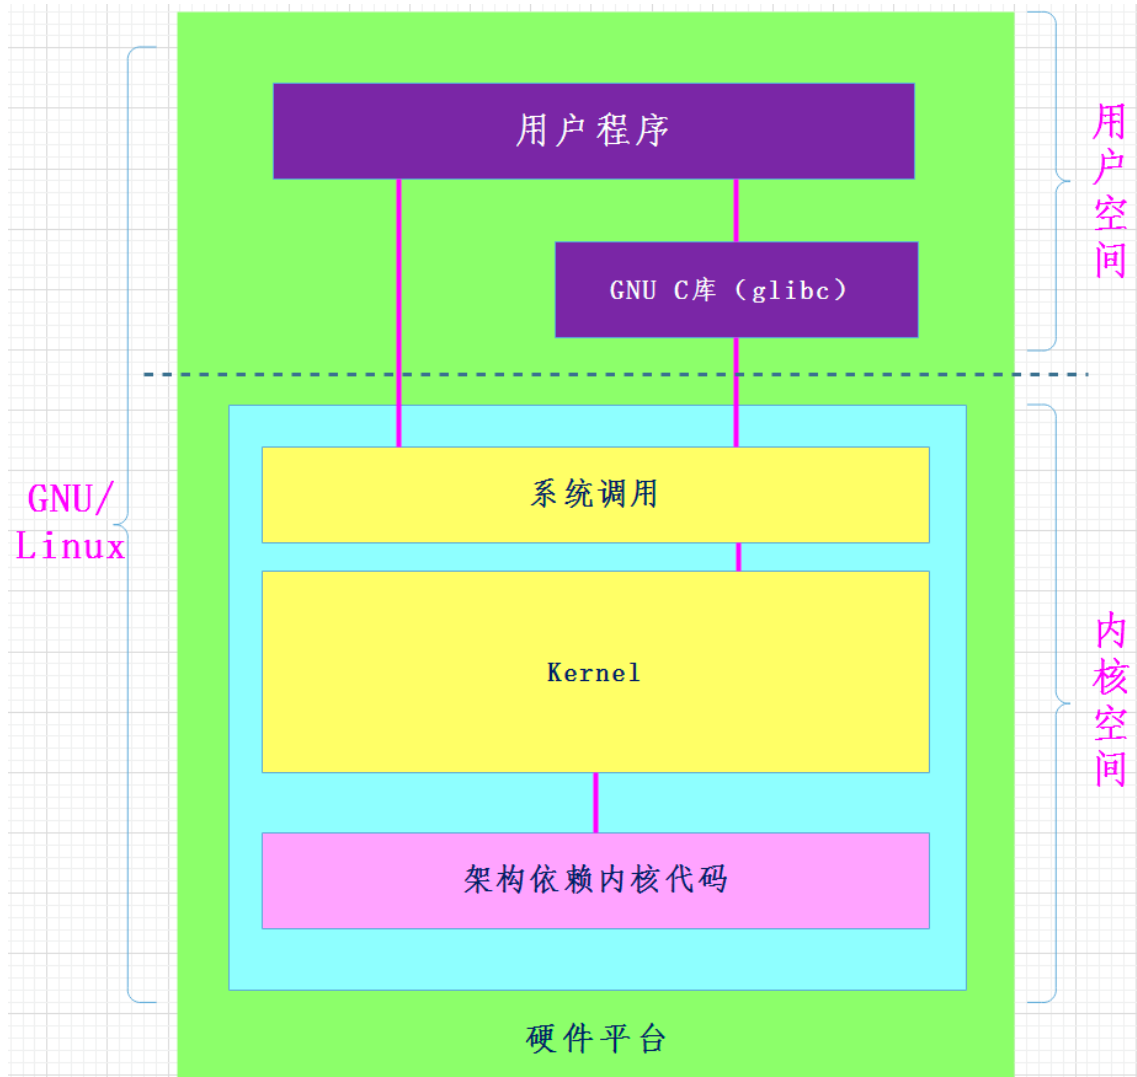 用户程序
用户空间
GNU C库（glibc）
系统调用
GNU/
Linux
Kernel
内核空间
架构依赖内核代码
硬件平台